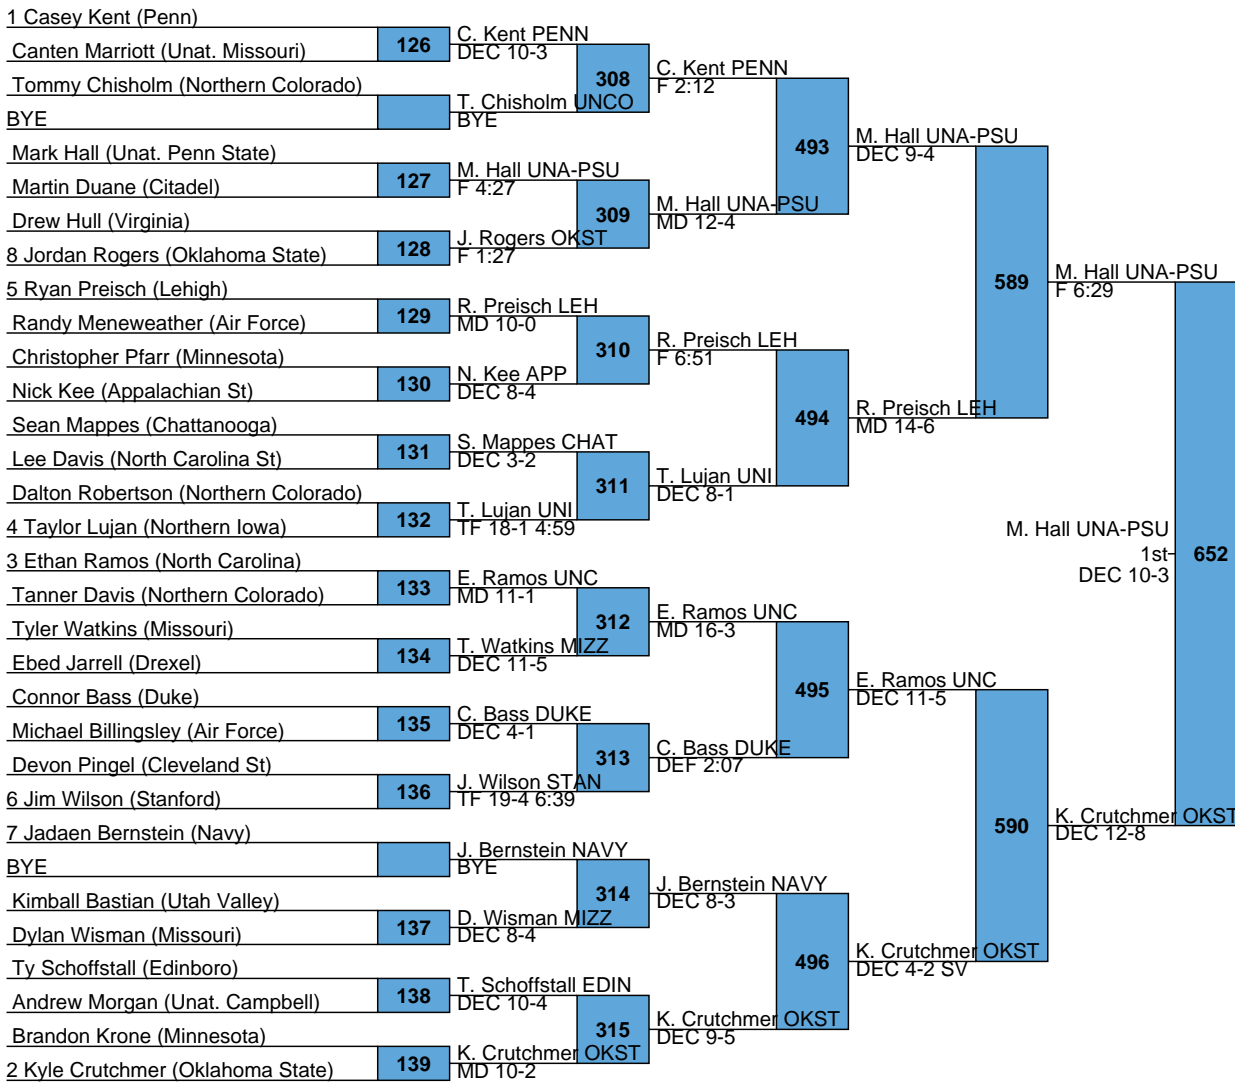 1 Casey Kent (Penn)
Canten Marriott (Unat. Missouri)
Tommy Chisholm (Northern Colorado)
BYE
Mark Hall (Unat. Penn State)
Martin Duane (Citadel)
Drew Hull (Virginia)
8 Jordan Rogers (Oklahoma State)
5 Ryan Preisch (Lehigh)
Randy Meneweather (Air Force)
Christopher Pfarr (Minnesota)
Nick Kee (Appalachian St)
Sean Mappes (Chattanooga)
Lee Davis (North Carolina St)
Dalton Robertson (Northern Colorado)
4 Taylor Lujan (Northern Iowa)
3 Ethan Ramos (North Carolina)
Tanner Davis (Northern Colorado)
Tyler Watkins (Missouri)
Ebed Jarrell (Drexel)
Connor Bass (Duke)
Michael Billingsley (Air Force)
Devon Pingel (Cleveland St)
6 Jim Wilson (Stanford)
7 Jadaen Bernstein (Navy)
BYE
Kimball Bastian (Utah Valley)
Dylan Wisman (Missouri)
Ty Schoffstall (Edinboro)
Andrew Morgan (Unat. Campbell)
Brandon Krone (Minnesota)
2 Kyle Crutchmer (Oklahoma State)
126
127
128
129
130
131
132
133
134
135
136
137
138
139
C. Kent PENN
DEC 10-3
T. Chisholm UNCO
BYE
M. Hall UNA-PSU
F 4:27
J. Rogers OKST
F 1:27
R. Preisch LEH
MD 10-0
N. Kee APP
DEC 8-4
S. Mappes CHAT
DEC 3-2
T. Lujan UNI
TF 18-1 4:59
E. Ramos UNC
MD 11-1
T. Watkins MIZZ
DEC 11-5
C. Bass DUKE
DEC 4-1
J. Wilson STAN
TF 19-4 6:39
J. Bernstein NAVY
BYE
D. Wisman MIZZ
DEC 8-4
T. Schoffstall EDIN
DEC 10-4
K. Crutchmer OKST
MD 10-2
308
309
310
311
312
313
314
315
C. Kent PENN
F 2:12
M. Hall UNA-PSU
MD 12-4
R. Preisch LEH
F 6:51
T. Lujan UNI
DEC 8-1
E. Ramos UNC
MD 16-3
C. Bass DUKE
DEF 2:07
J. Bernstein NAVY
DEC 8-3
K. Crutchmer OKST
DEC 9-5
493
494
495
496
M. Hall UNA-PSU
DEC 9-4
R. Preisch LEH
MD 14-6
E. Ramos UNC
DEC 11-5
K. Crutchmer OKST
DEC 4-2 SV
589
590
M. Hall UNA-PSU
F 6:29
K. Crutchmer OKST
DEC 12-8
652
M. Hall UNA-PSU
1st
DEC 10-3